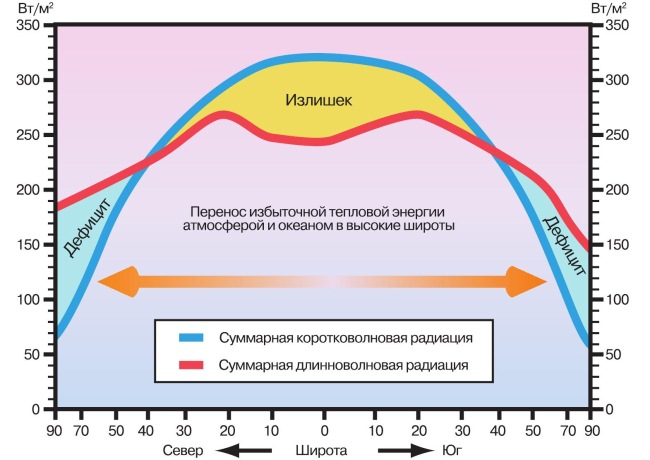 Вт/м²
Вт/м²
350
350
300
300
Излишек
250
250
200
200
Перенос избыточной тепловой энергии
атмосферой и океаном в высокие широты
Дефицит
Дефицит
150
150
100
100
Суммарная коротковолновая радиация
50
50
Суммарная длинноволновая радиация
0
0
90 70 50 40 30 20 10 0 10 20 30 40 50 70 90
Север Широта Юг